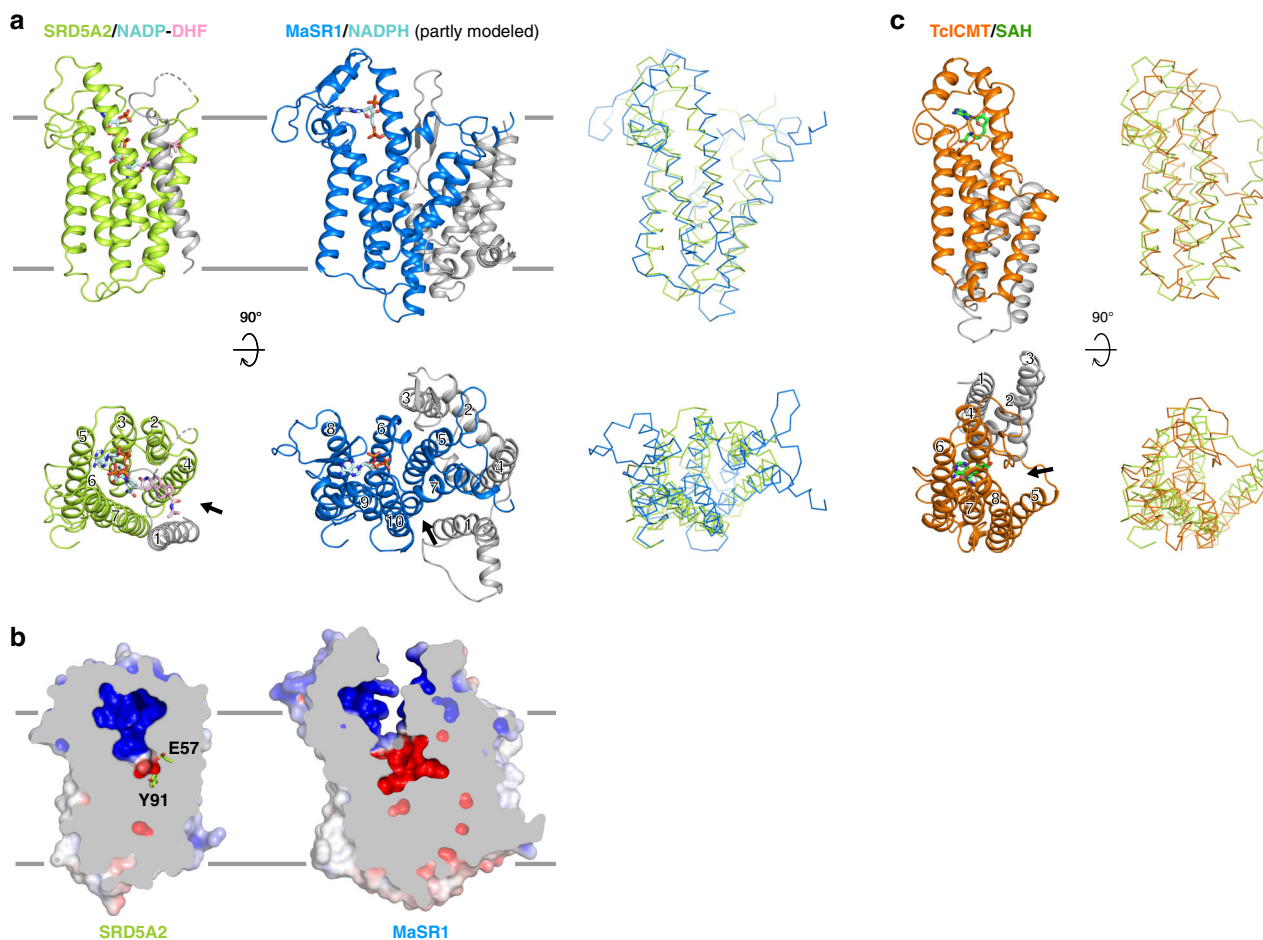 a
SRD5A2/NADP-DHF
MaSR1/NADPH (partly modeled)
c
TcICMT/SAH
90°
90°
5
3
2
4
6
7
1
8
6
3
2
5
4
7
9
10
1
1
3
2
4
6
5
8
7
b
E57
Y91
SRD5A2
MaSR1